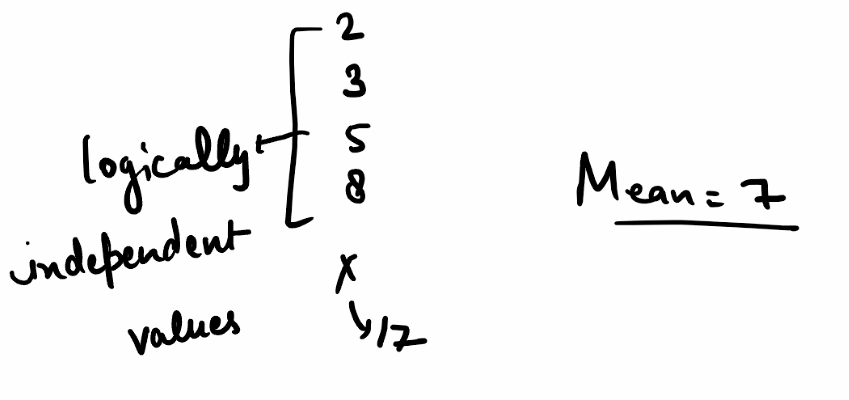 2
3
5
8
logically
independent
values
x
17
Mean = 7